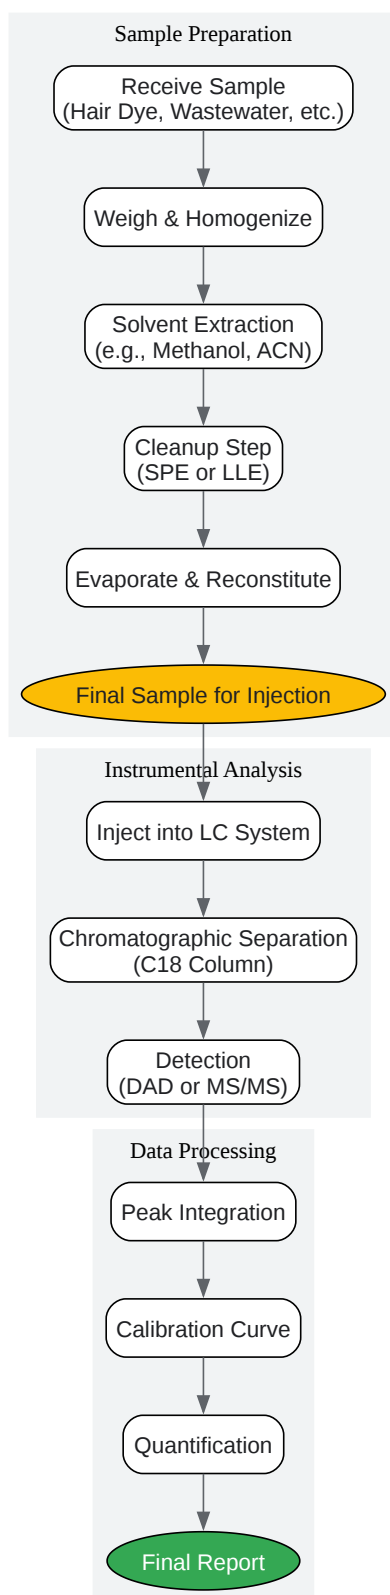 Sample Preparation
Receive Sample
(Hair Dye, Wastewater, etc.)
Weigh & Homogenize
Solvent Extraction
(e.g., Methanol, ACN)
Cleanup Step
(SPE or LLE)
Evaporate & Reconstitute
Final Sample for Injection
Instrumental Analysis
Inject into LC System
Chromatographic Separation
(C18 Column)
Detection
(DAD or MS/MS)
Data Processing
Peak Integration
Calibration Curve
Quantification
Final Report